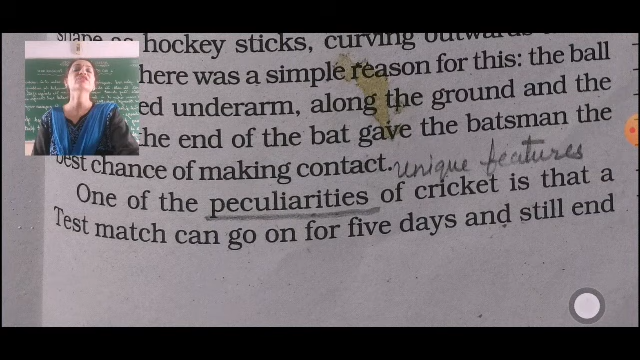 hockey sticks, curving outwards
here was a simple reason for this: the ball
ed underarm, along the ground and the
he end of the bat gave the batsman the
best chance of making contact. unique features
One of the peculiarities of cricket is that a
Test match can go on for five days and still end